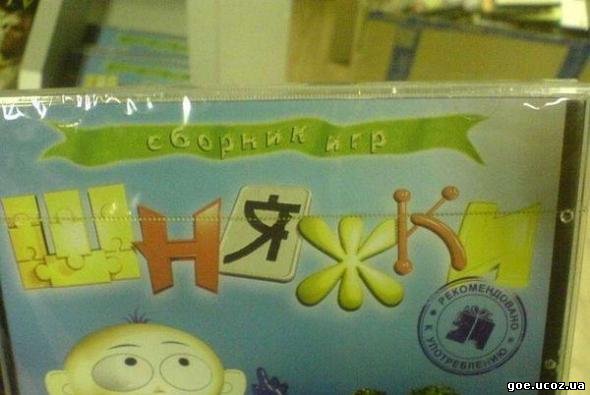 сборник игр
ШНЯЖКИ
РЕКОМЕНДОВАНО
К УПОТРЕБЛЕНИЮ
goe.ucoz.ua